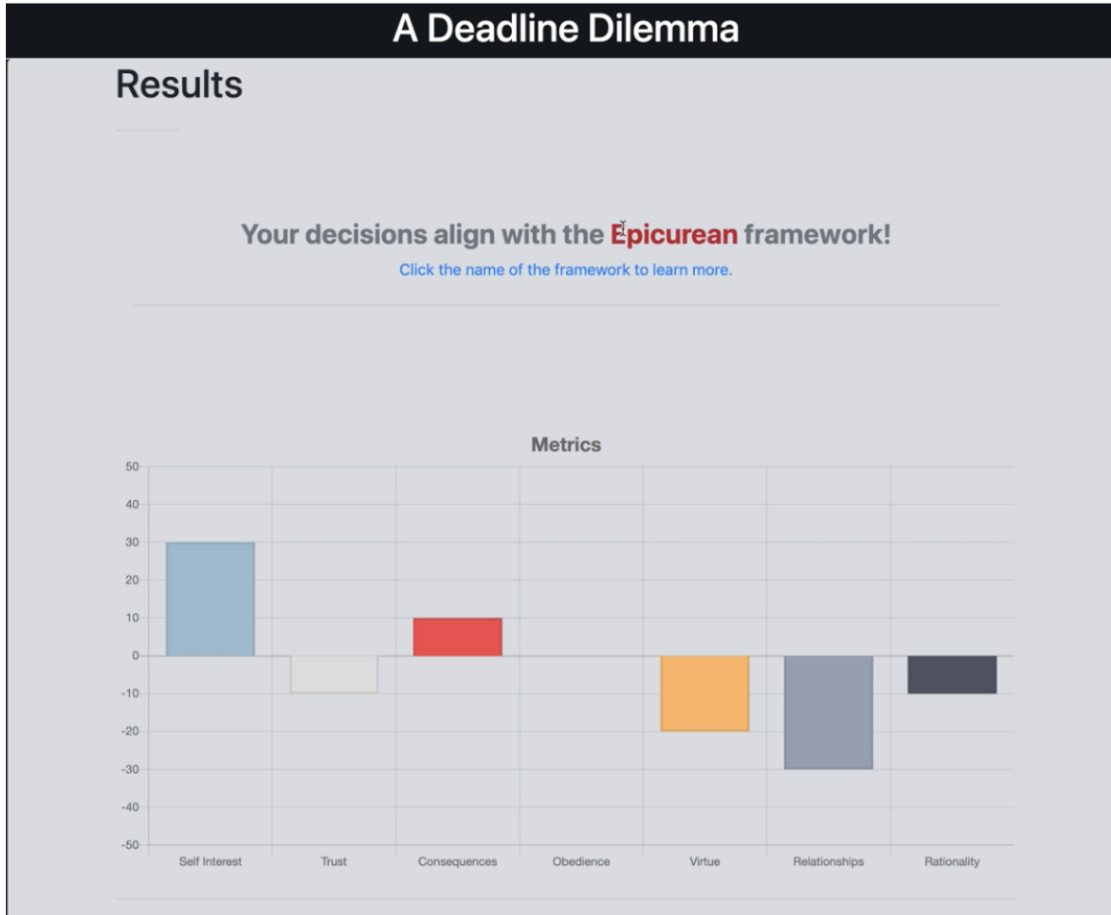 A Deadline Dilemma
Results
Your decisions align with the Epicurean framework!
Click the name of the framework to learn more.
Metrics
50
40
30
20
10
0
-10
-20
-30
-40
-50
Self Interest Trust Consequences Obedience Virtue Relationships Rationality